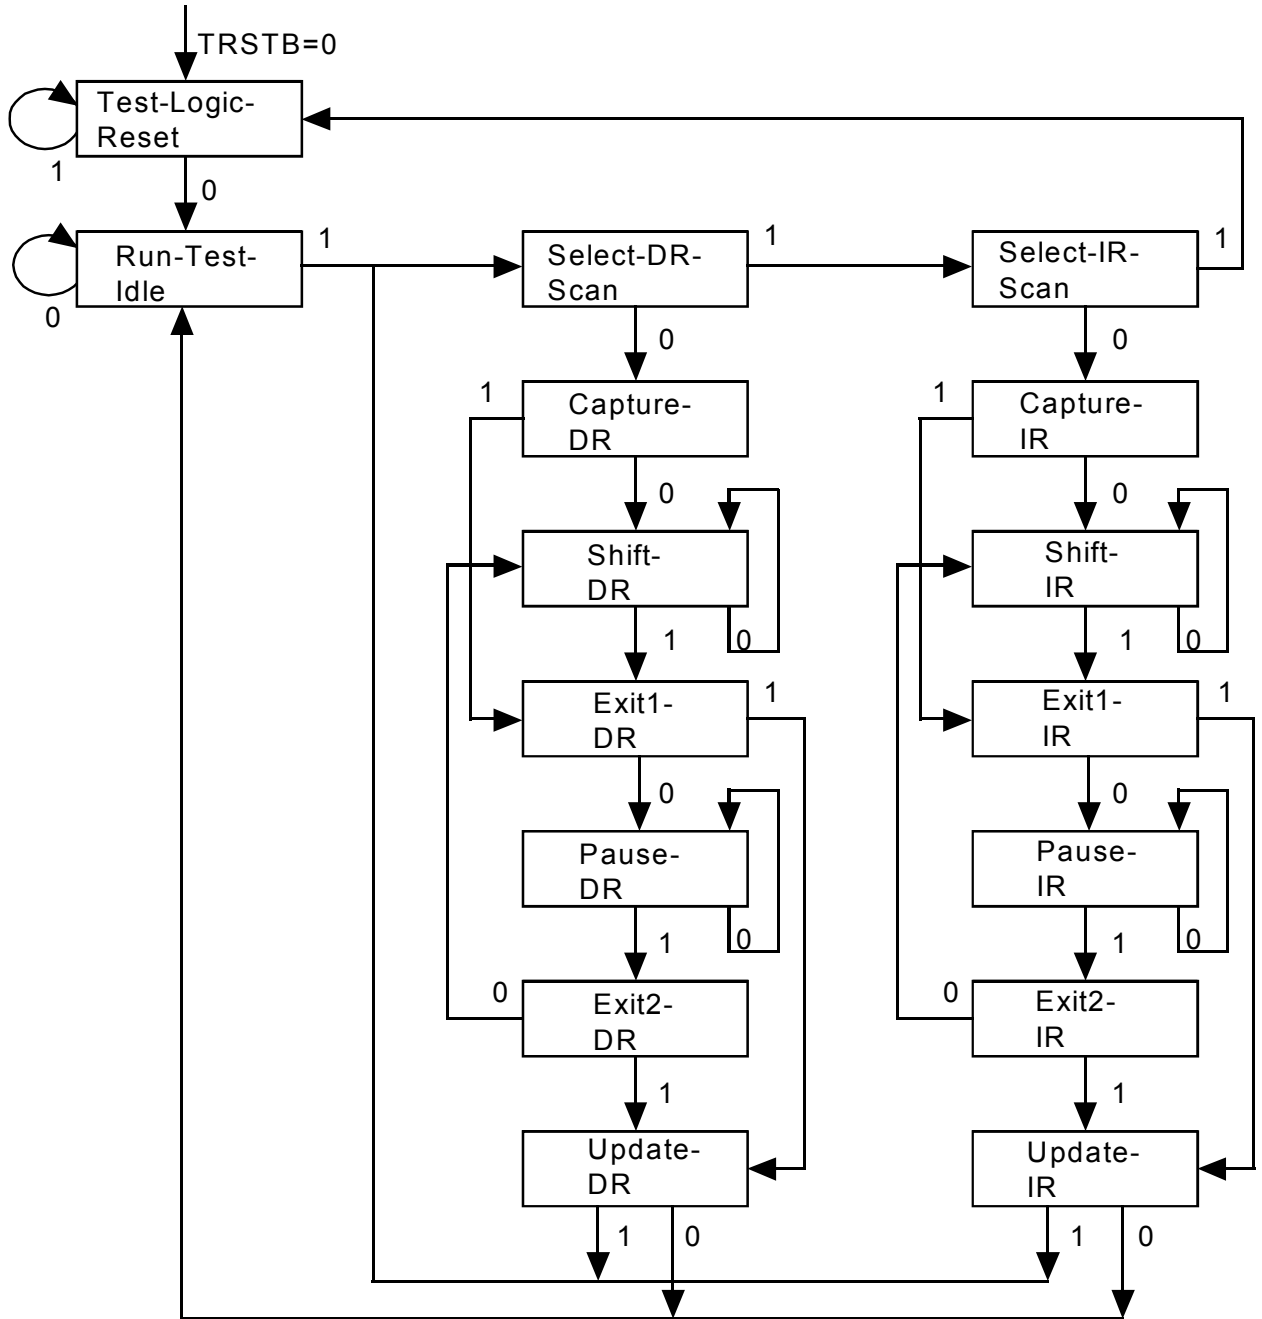 TRSTB=0
Test-Logic-
Reset
1
0
Run-Test-
Idle
0
1
Select-DR-
Scan
1
Select-IR-
Scan
1
0
0
1
Capture-
DR
1
Capture-
IR
0
0
Shift-
DR
0
Shift-
IR
0
1
1
Exit1-
DR
1
Exit1-
IR
1
0
0
Pause-
DR
0
Pause-
IR
0
1
1
0
Exit2-
DR
0
Exit2-
IR
1
1
Update-
DR
Update-
IR
1
0
1
0